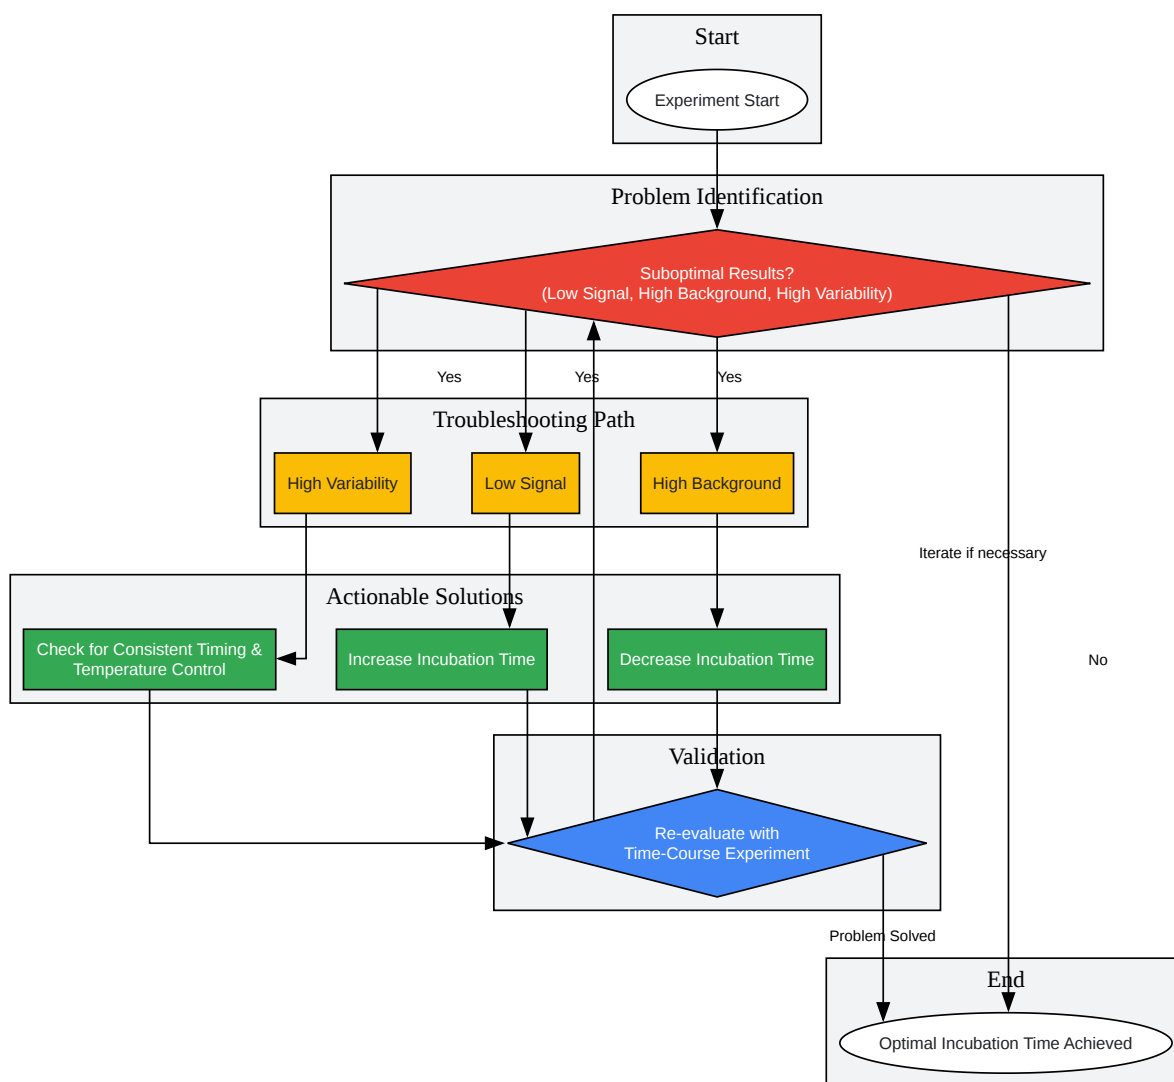 Start
Experiment Start
Problem Identification
Suboptimal Results?
(Low Signal, High Background, High Variability)
Yes
Yes
Yes
Troubleshooting Path
High Variability
Low Signal
High Background
Iterate if necessary
Actionable Solutions
Check for Consistent Timing &
Temperature Control
Increase Incubation Time
Decrease Incubation Time
No
Validation
Re-evaluate with
Time-Course Experiment
Problem Solved
End
Optimal Incubation Time Achieved